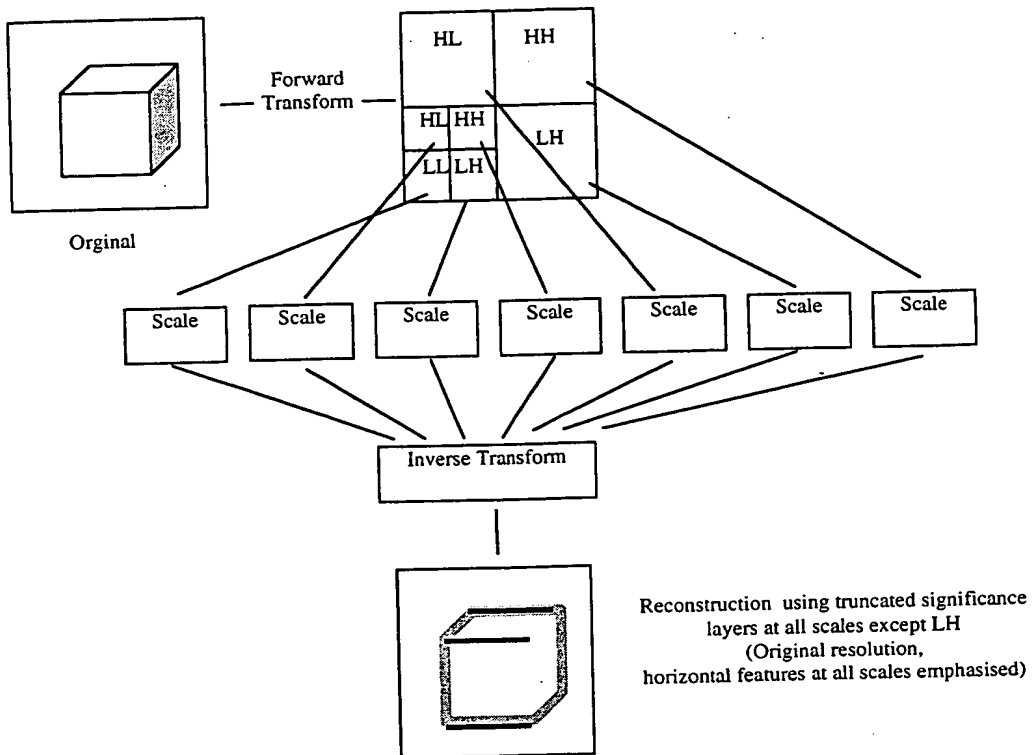 HL HH
Forward
Transform
HL HH
LH
LL LH
Orginal
Scale Scale Scale Scale Scale Scale Scale
Inverse Transform
Reconstruction using truncated significance
layers at all scales except LH
(Original resolution,
horizontal features at all scales emphasised)